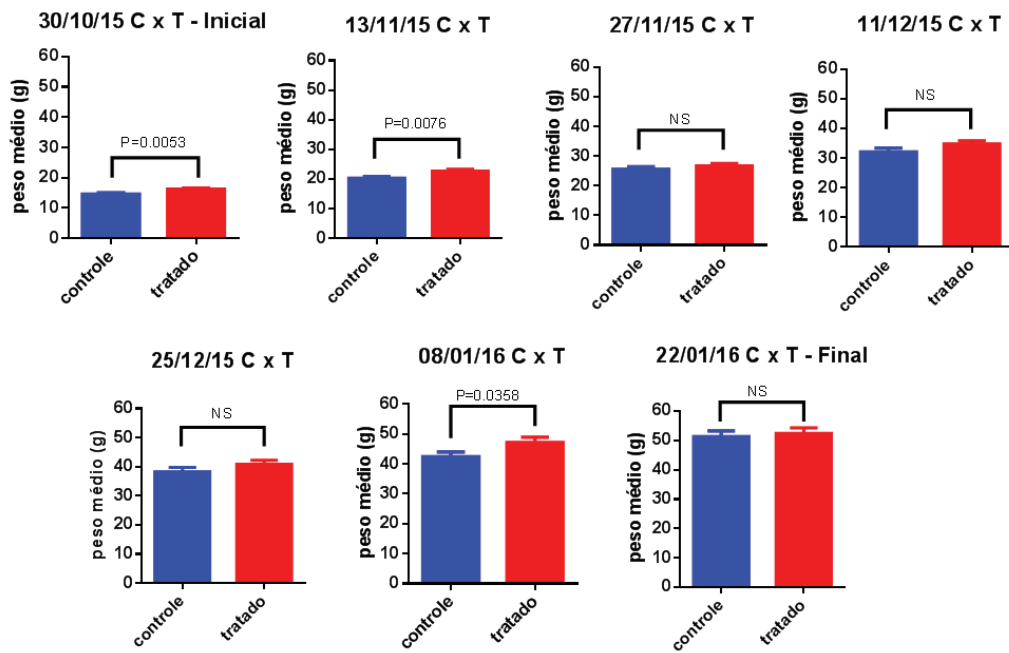 30/10/15 C x T - Inicial
peso médio (g)
60
50
40
30
20
10
0
P=0.0053
controle
tratado
13/11/15 C x T
peso médio (g)
60
50
40
30
20
10
0
P=0.0076
controle
tratado
27/11/15 C x T
peso médio (g)
60
50
40
30
20
10
0
NS
controle
tratado
11/12/15 C x T
peso médio (g)
60
50
40
30
20
10
0
NS
controle
tratado
25/12/15 C x T
peso médio (g)
60
50
40
30
20
10
0
NS
controle
tratado
08/01/16 C x T
peso médio (g)
60
50
40
30
20
10
0
P=0.0358
controle
tratado
22/01/16 C x T - Final
peso médio (g)
60
50
40
30
20
10
0
NS
controle
tratado